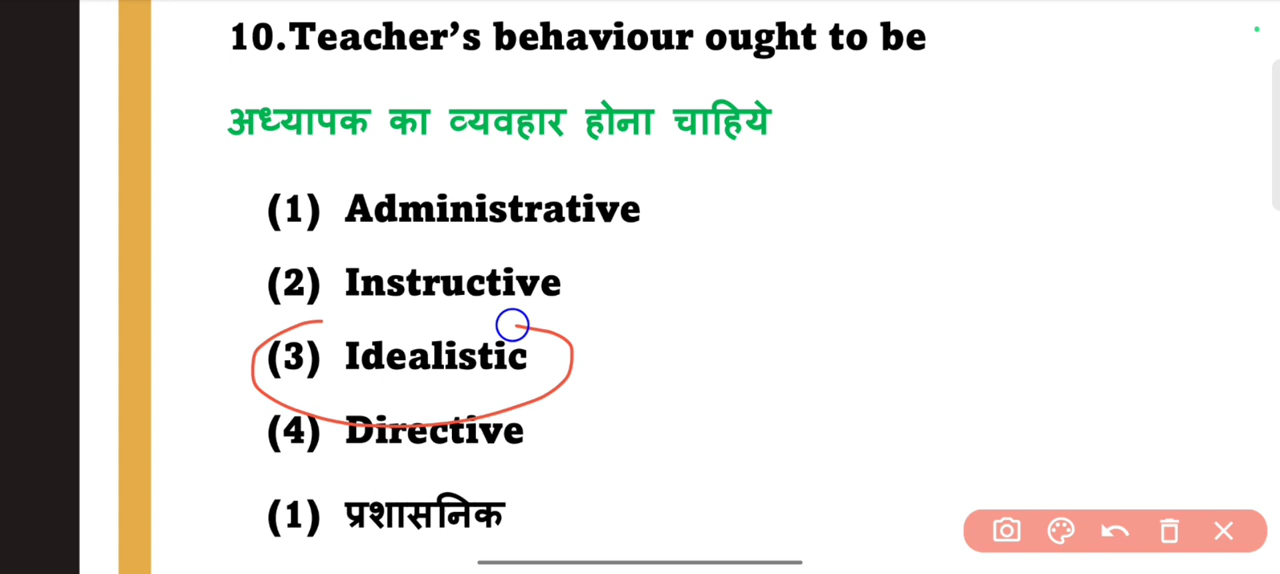 10.Teacher's behaviour ought to be
अध्यापक का व्यवहार होना चाहिये
(1) Administrative
(2) Instructive
(3) Idealistic
(4) Directive
(1) प्रशासनिक